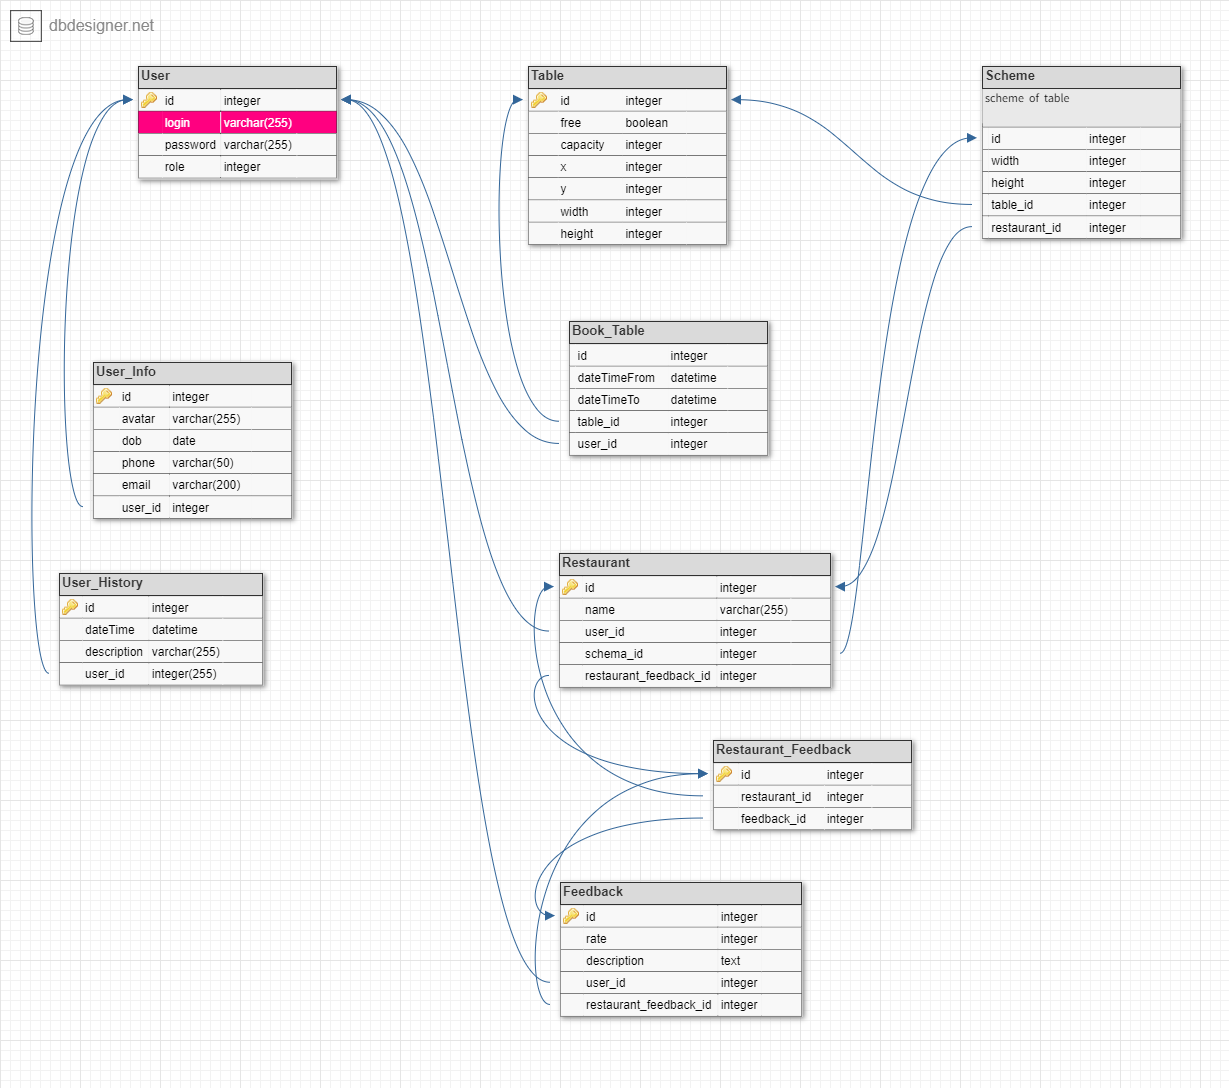 dbdesigner.net
User
id integer
login varchar(255)
password varchar(255)
role integer
Table
id integer
free boolean
capacity integer
x integer
y integer
width integer
height integer
Scheme
scheme of table
id integer
width integer
height integer
table_id integer
restaurant_id integer
Book_Table
id integer
dateTimeFrom datetime
dateTimeTo datetime
table_id integer
user_id integer
User_Info
id integer
avatar varchar(255)
dob date
phone varchar(50)
email varchar(200)
user_id integer
User_History
id integer
dateTime datetime
description varchar(255)
user_id integer(255)
Restaurant
id integer
name varchar(255)
user_id integer
schema_id integer
restaurant_feedback_id integer
Restaurant_Feedback
id integer
restaurant_id integer
feedback_id integer
Feedback
id integer
rate integer
description text
user_id integer
restaurant_feedback_id integer